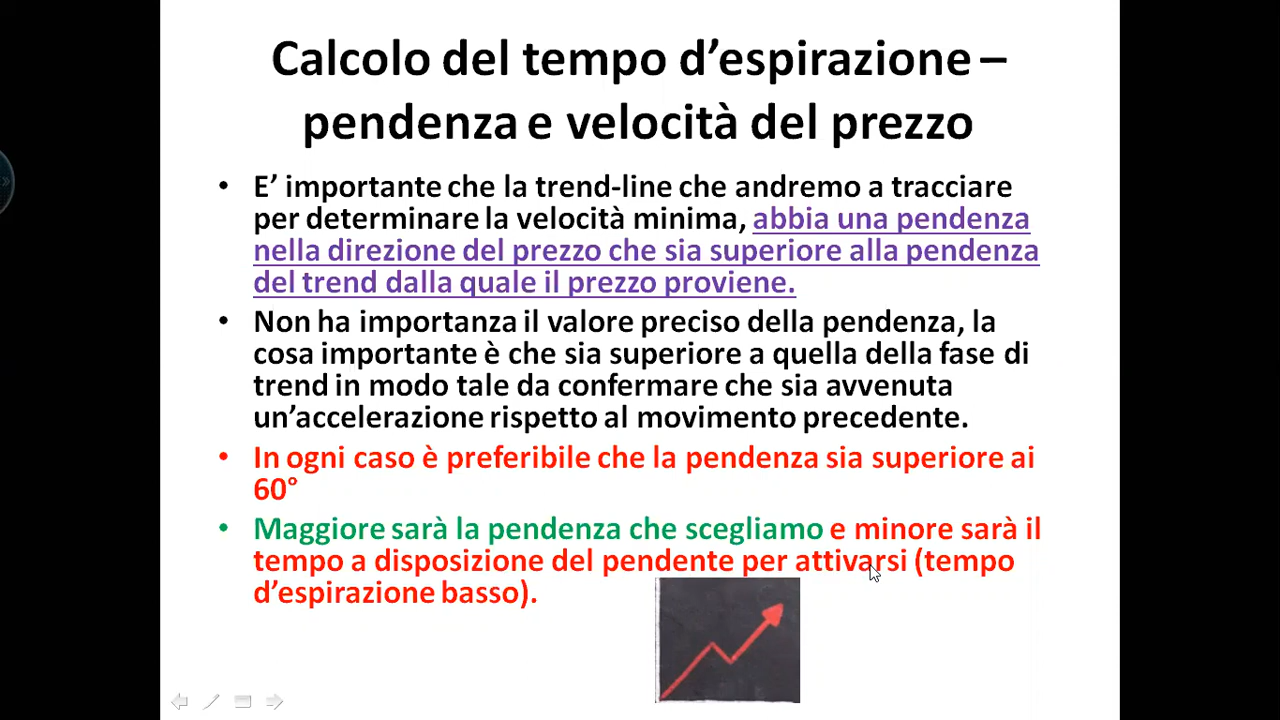 Calcolo del tempo d’espirazione –
pendenza e velocità del prezzo
• E’ importante che la trend-line che andremo a tracciare
per determinare la velocità minima, abbia una pendenza
nella direzione del prezzo che sia superiore alla pendenza
del trend dalla quale il prezzo proviene.
• Non ha importanza il valore preciso della pendenza, la
cosa importante è che sia superiore a quella della fase di
trend in modo tale da confermare che sia avvenuta
un’accelerazione rispetto al movimento precedente.
• In ogni caso è preferibile che la pendenza sia superiore ai
60°
• Maggiore sarà la pendenza che scegliamo e minore sarà il
tempo a disposizione del pendente per attivarsi (tempo
d’espirazione basso).